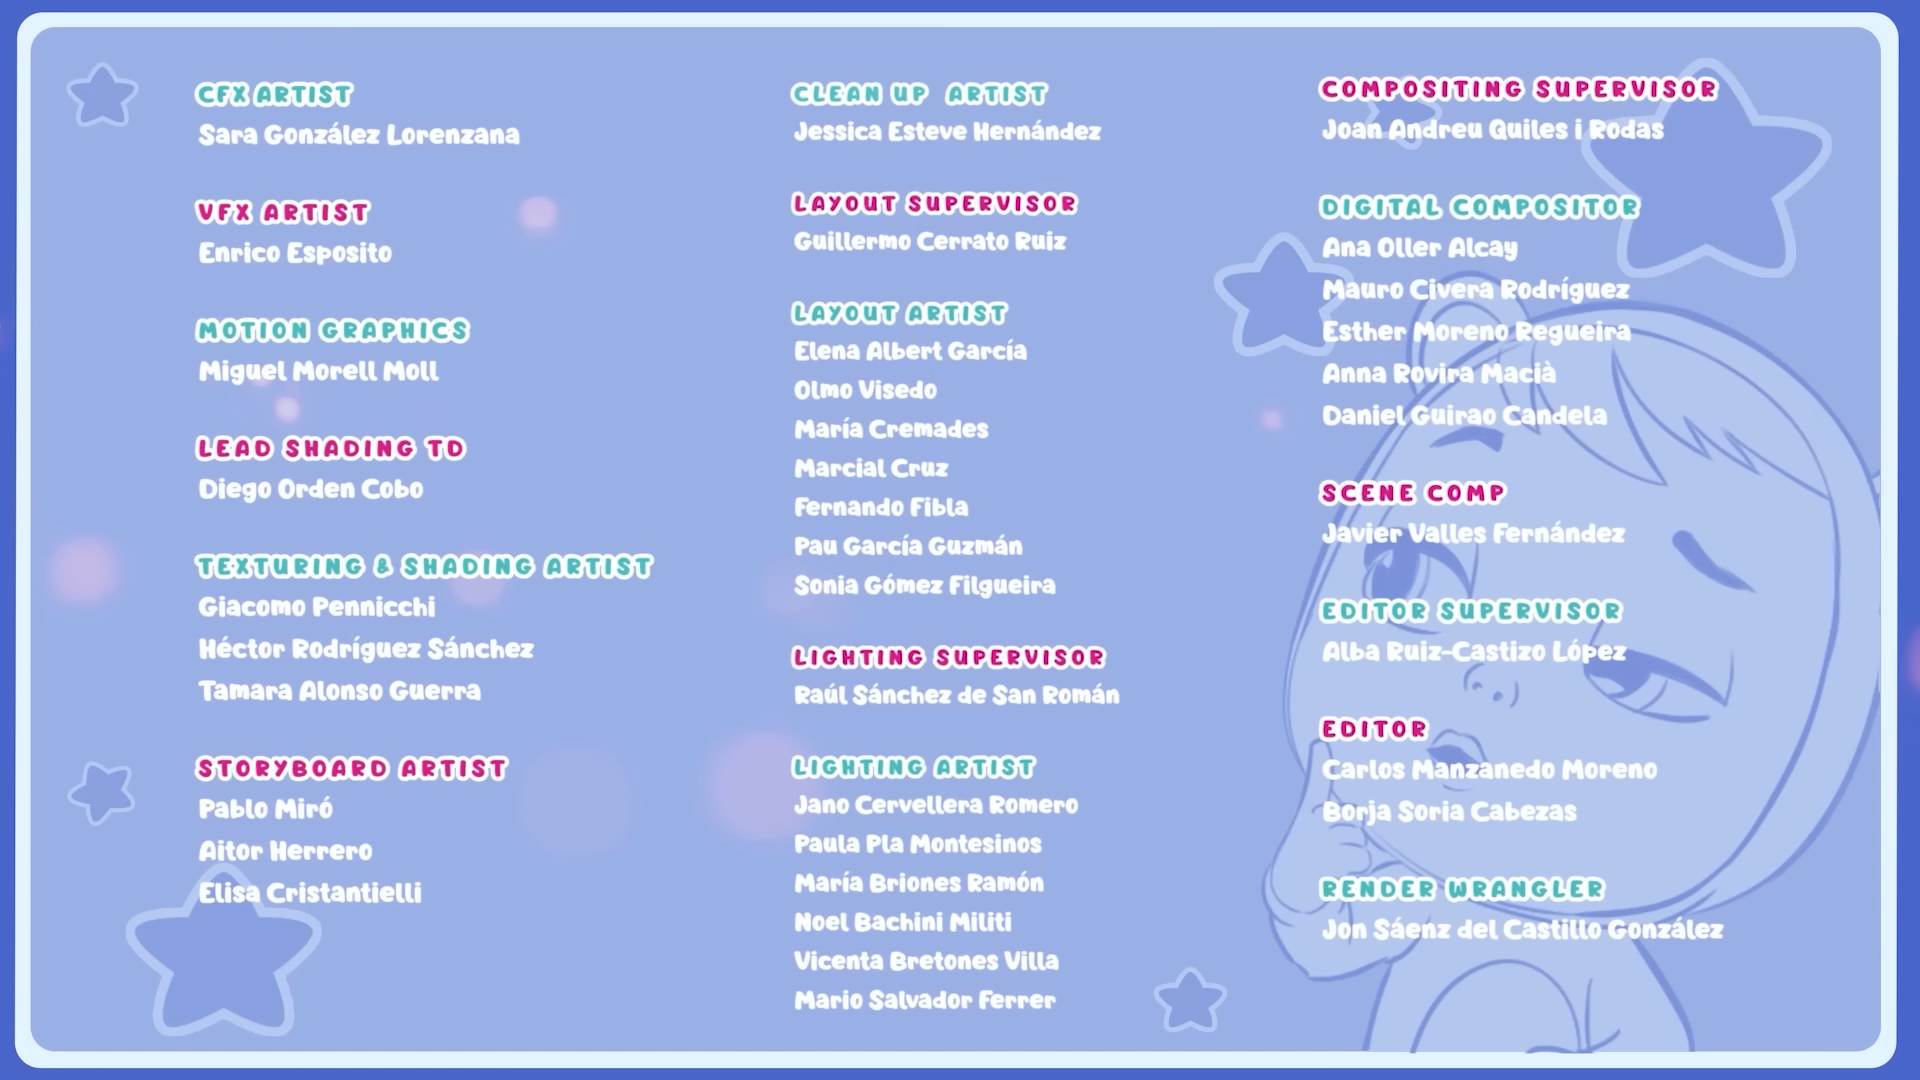 CFX ARTIST
Sara González Lorenzana
VFX ARTIST
Enrico Esposito
MOTION GRAPHICS
Miguel Morell Moll
LEAD SHADING TD
Diego Orden Cobo
TEXTURING & SHADING ARTIST
Giacomo Pennicchi
Héctor Rodríguez Sánchez
Tamara Alonso Guerra
STORYBOARD ARTIST
Pablo Miró
Aitor Herrero
Elisa Cristantielli
CLEAN UP ARTIST
Jessica Esteve Hernández
LAYOUT SUPERVISOR
Guillermo Cerrato Ruiz
LAYOUT ARTIST
Elena Albert García
Olmo Visedo
María Cremades
Marcial Cruz
Fernando Fibla
Pau García Guzmán
Sonia Gómez Filgueira
LIGHTING SUPERVISOR
Raúl Sánchez de San Román
LIGHTING ARTIST
Jano Cervellera Romero
Paula Pla Montesinos
María Briones Ramón
Noel Bachini Militi
Vicenta Bretones Villa
Mario Salvador Ferrer
COMPOSITING SUPERVISOR
Joan Andreu Quiles i Rodas
DIGITAL COMPOSITOR
Ana Oller Alcay
Mauro Civera Rodríguez
Esther Moreno Regueira
Anna Rovira Macià
Daniel Guirao Candela
SCENE COMP
Javier Valles Fernández
EDITOR SUPERVISOR
Alba Ruiz-Castizo López
EDITOR
Carlos Manzanedo Moreno
Borja Soria Cabezas
RENDER WRANGLER
Jon Sáenz del Castillo González